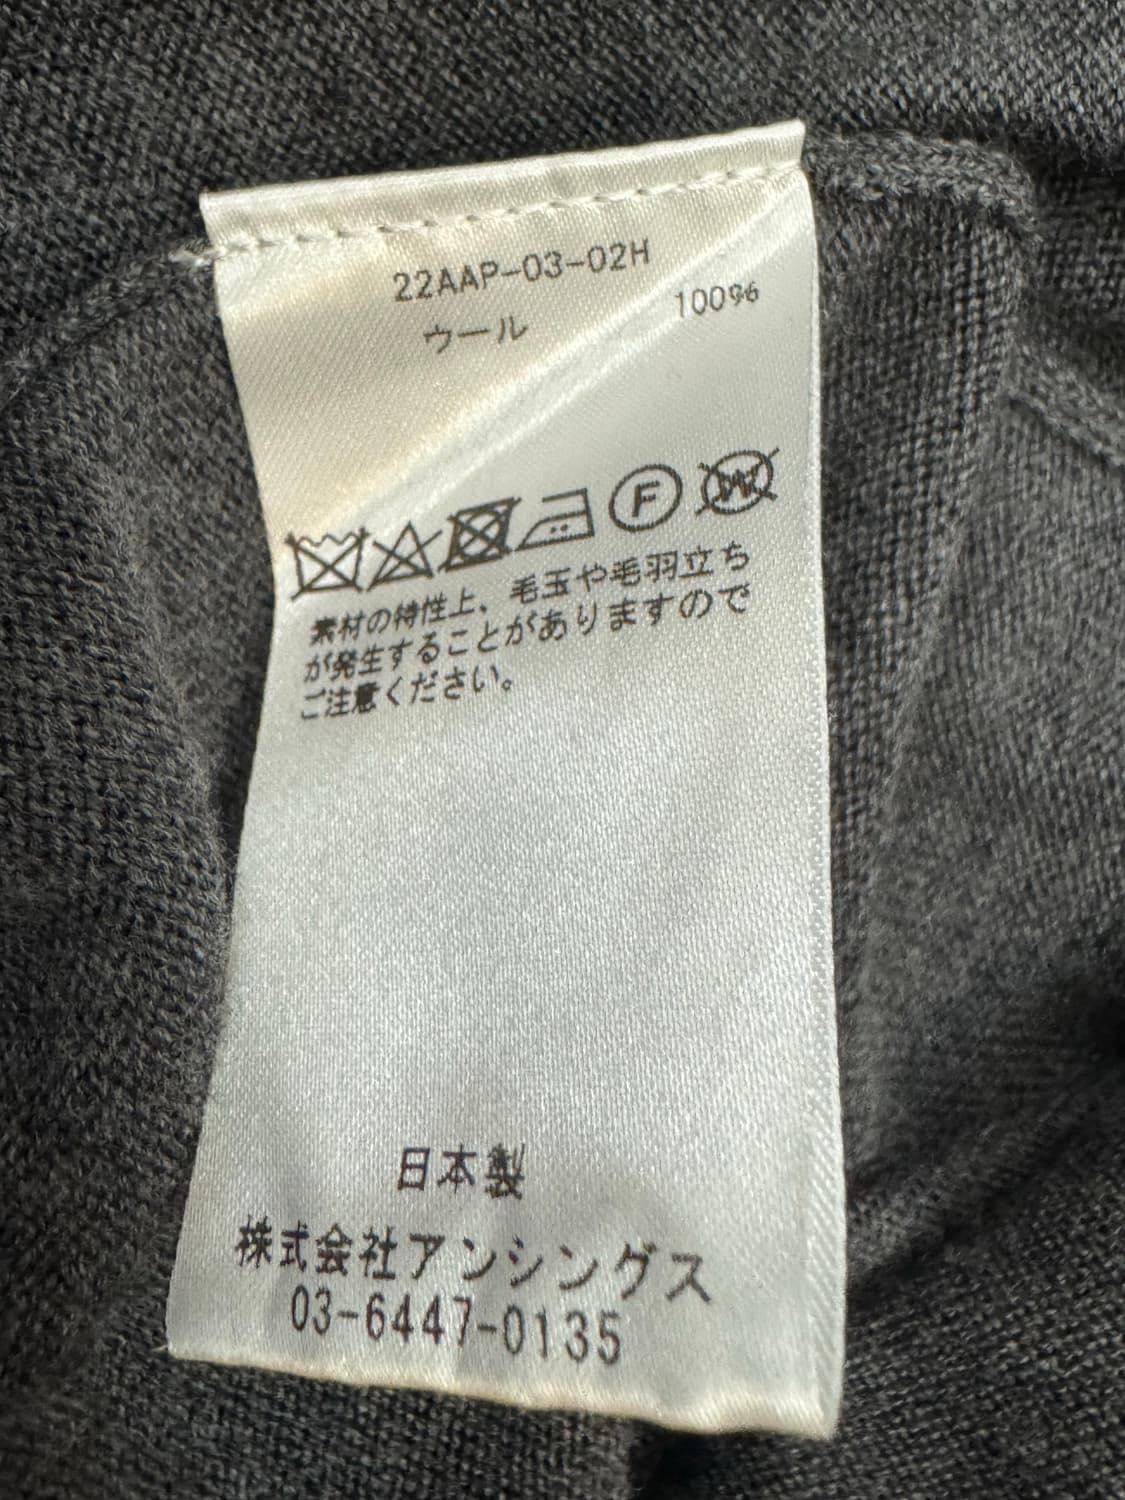 22AAP-03-02H
ウール 100%
F W
素材の特性上、毛玉や毛羽立ち
が発生することがありますので
ご注意ください。
日本製
株式会社アンシングス
03-6447-0135